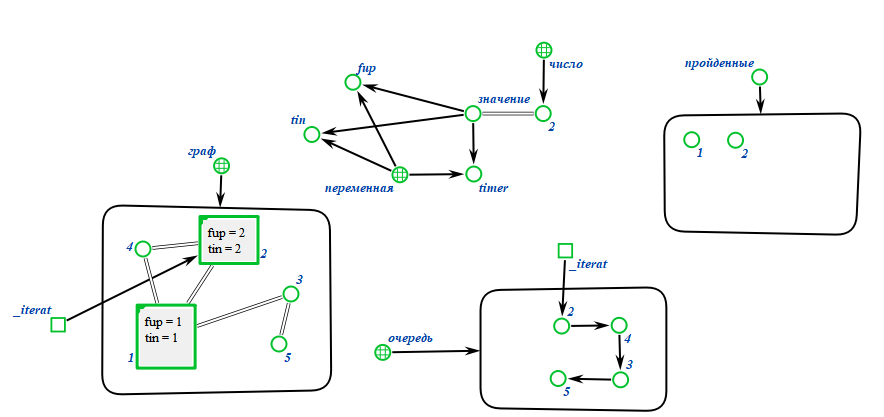 число
fup
пройденные
значение
tin
2
1
2
граф
переменная
timer
fup = 2
tin = 2
4
2
_iterat
3
_iterat
fup = 1
tin = 1
2
4
очередь
1
5
3
5